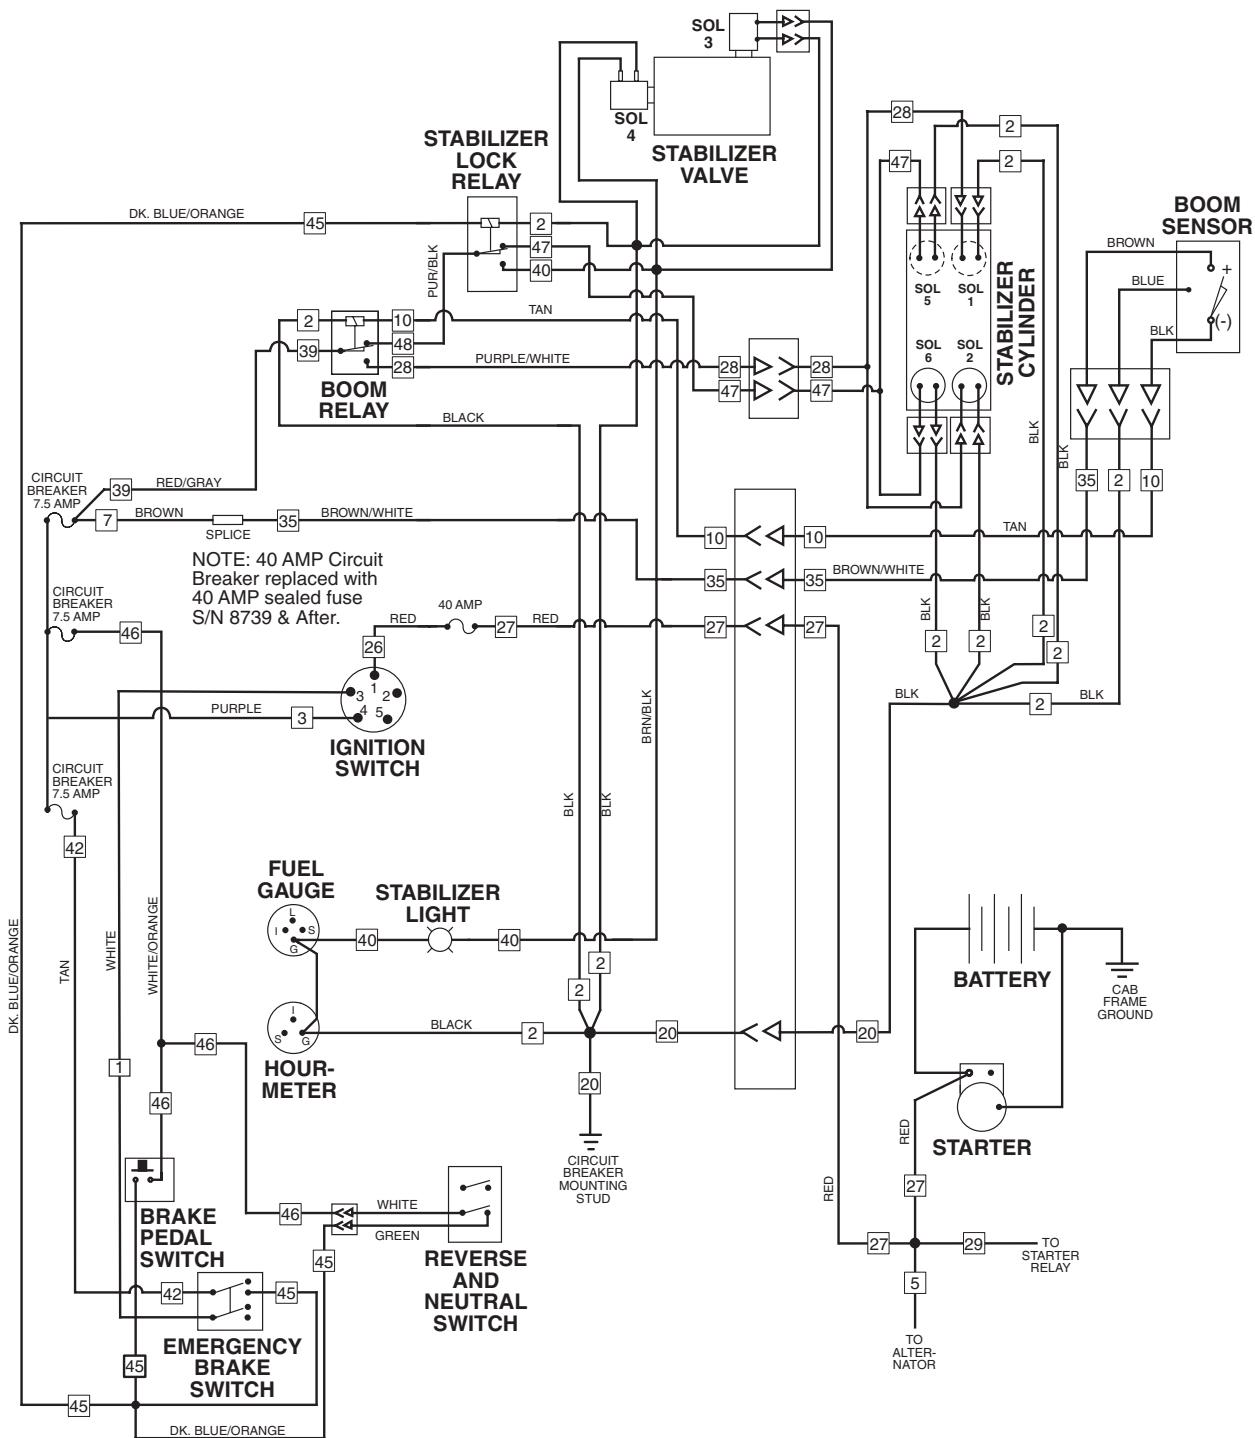 SOL
3
SOL
4
STABILIZER
VALVE
STABILIZER
LOCK
RELAY
28
2
47
2
BOOM
SENSOR
DK. BLUE/ORANGE
45
2
47
40
PUR/BLK
BROWN
BLUE
BLK
+
(-)
SOL
5
SOL
1
SOL
6
SOL
2
STABILIZER
CYLINDER
2
10
TAN
39
48
28
PURPLE/WHITE
28
28
47
47
BOOM
RELAY
BLACK
BLK
BLK
CIRCUIT
BREAKER
7.5 AMP
39
RED/GRAY
7
BROWN
SPLICE
35
BROWN/WHITE
35
2
10
10
10
TAN
NOTE: 40 AMP Circuit
Breaker replaced with
40 AMP sealed fuse
S/N 8739 & After.
35
35
BROWN/WHITE
CIRCUIT
BREAKER
7.5 AMP
46
RED
40 AMP
27
RED
27
27
BLK
BLK
2
2
2
2
26
1
3
2
4
5
PURPLE
3
IGNITION
SWITCH
BRN/BLK
BLK
2
BLK
CIRCUIT
BREAKER
7.5 AMP
42
BLK
BLK
FUEL
GAUGE
L
I
S
G
STABILIZER
LIGHT
40
40
DK. BLUE/ORANGE
TAN
WHITE
WHITE/ORANGE
2
2
BATTERY
CAB
FRAME
GROUND
I
S
G
BLACK
2
20
20
HOUR-
METER
46
1
46
20
CIRCUIT
BREAKER
MOUNTING
STUD
STARTER
RED
27
RED
BRAKE
PEDAL
SWITCH
46
WHITE
GREEN
45
REVERSE
AND
NEUTRAL
SWITCH
27
29
TO
STARTER
RELAY
5
TO
ALTER-
NATOR
42
45
EMERGENCY
BRAKE
SWITCH
45
45
DK. BLUE/ORANGE